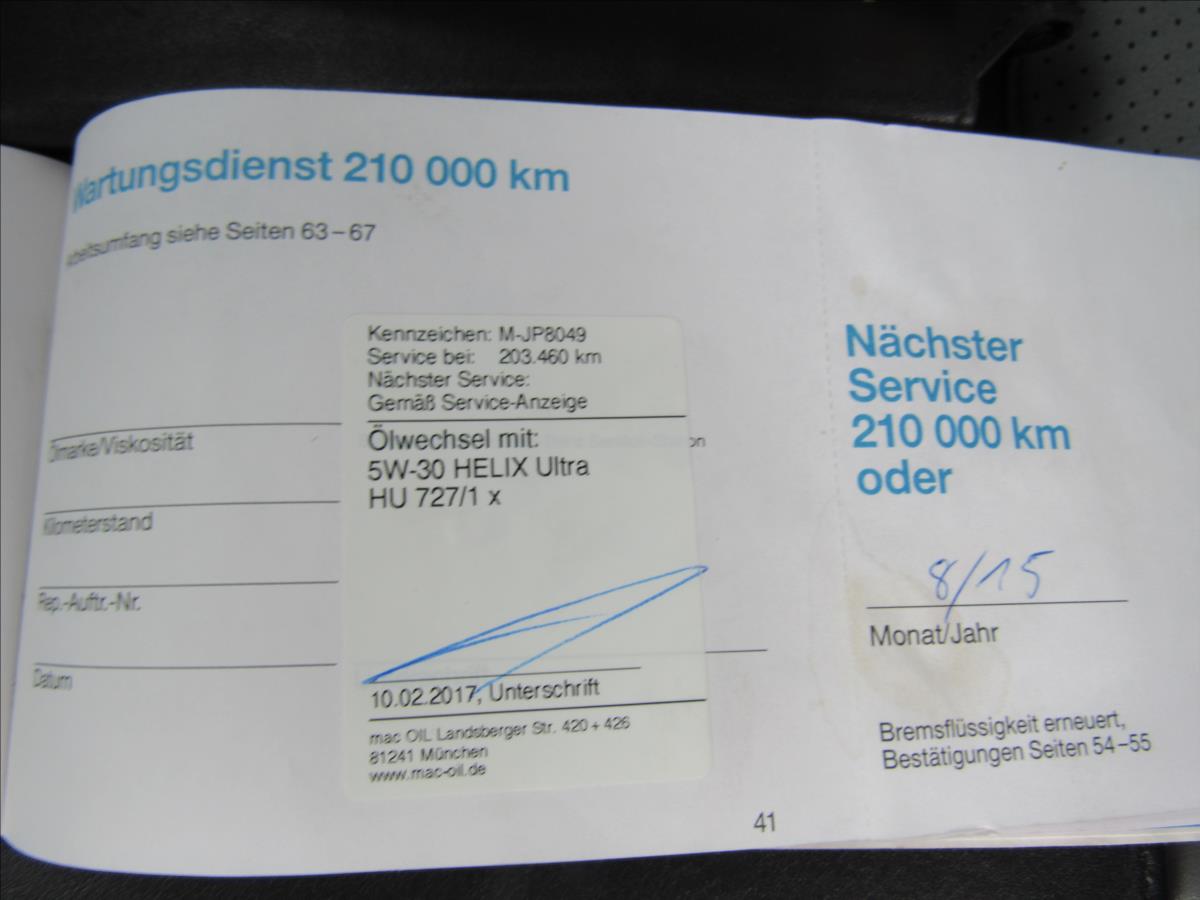 Wartungsdienst 210 000 km
Arbeitsumfang siehe Seiten 63–67
Kennzeichen: M-JP8049
Service bei: 203.460 km
Nächster Service:
Gemäß Service-Anzeige
Ölwechsel mit:
5W-30 HELIX Ultra
HU 727/1 x
10.02.2017, Unterschrift
mac OIL Landsberger Str. 420 + 426
81241 München
www.mac-oil.de
Ölmarke/Viskosität
Kilometerstand
Rep.-Auftr.-Nr.
Datum
on
Nächster
Service
210 000 km
oder
8/15
Monat/Jahr
Bremsflüssigkeit erneuert,
Bestätigungen Seiten 54–55
41